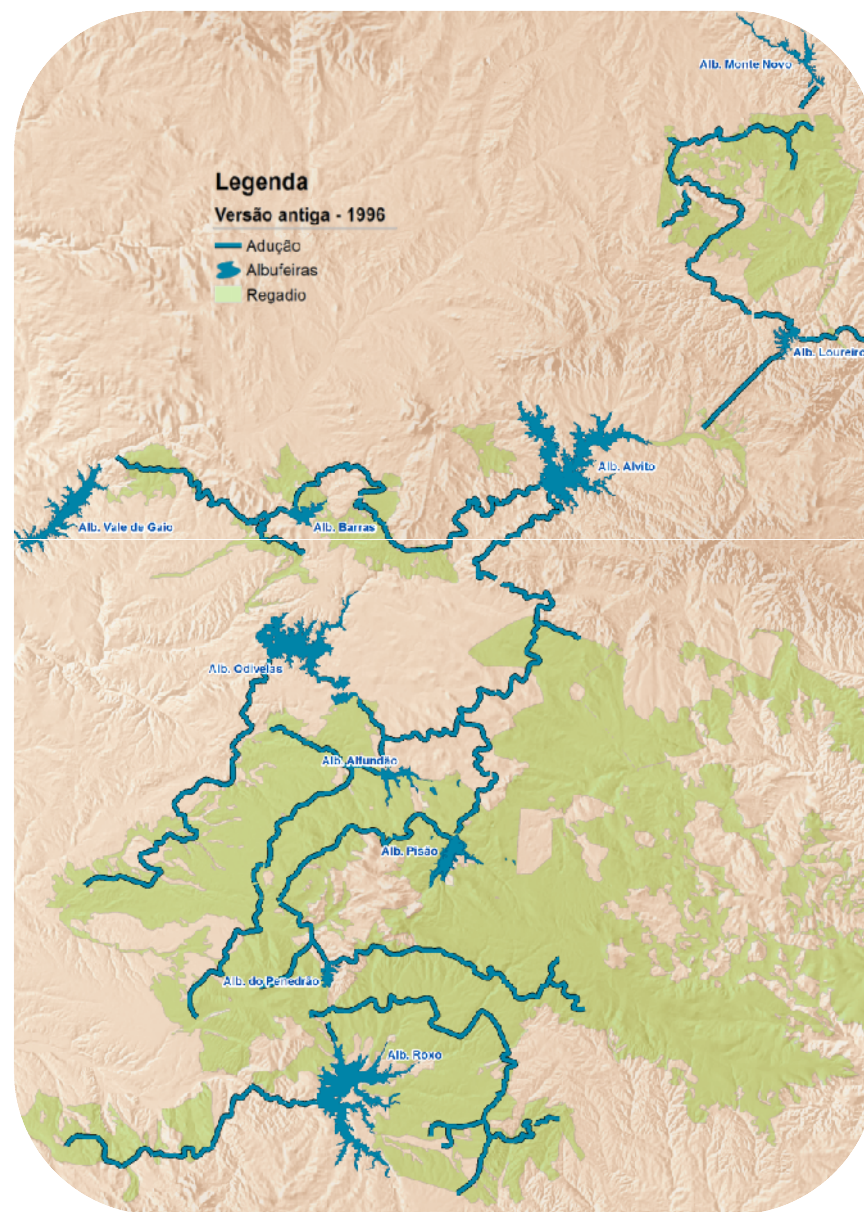 Alb. Monte Novo
Legenda
Versão antiga - 1996
Adução
Albufeiras
Regadio
Alb. Loureiro
Alb. Alvito
Alb. Vale de Gaio
Alb. Barras
Alb. Odivelas
Alb. Alfundão
Alb. Pisão
Alb. do Penedrão
Alb. Roxo